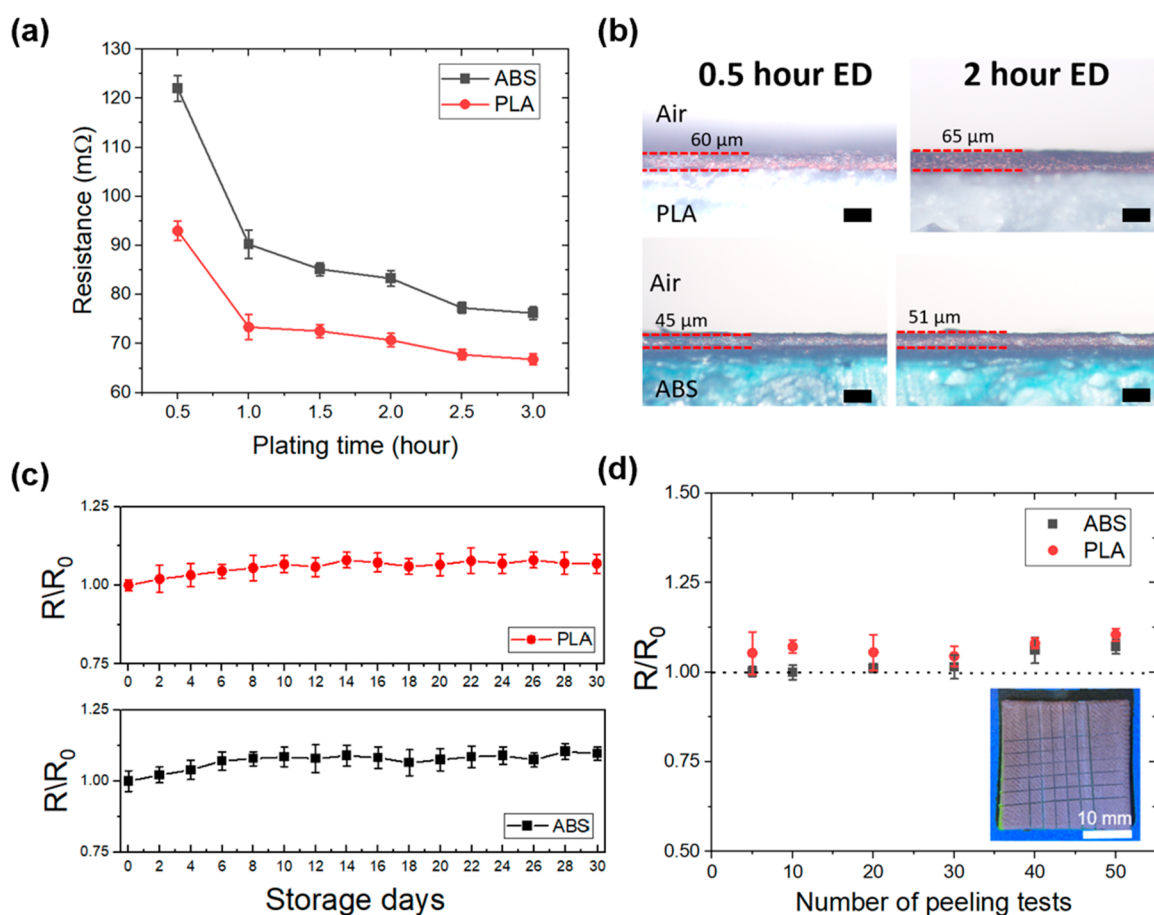 (a)
130
120
110
100
90
80
70
60
Resistance (mΩ)
ABS
PLA
0.5 1.0 1.5 2.0 2.5 3.0
Plating time (hour)
(b)
0.5 hour ED
2 hour ED
Air
60 µm
PLA
65 µm
Air
45 µm
ABS
51 µm
(c)
1.25
1.00
0.75
R\R0
PLA
0 2 4 6 8 10 12 14 16 18 20 22 24 26 28 30
1.25
1.00
0.75
R\R0
ABS
0 2 4 6 8 10 12 14 16 18 20 22 24 26 28 30
Storage days
(d)
1.50
1.25
1.00
0.75
0.50
R/R0
ABS
PLA
10 mm
0 10 20 30 40 50
Number of peeling tests